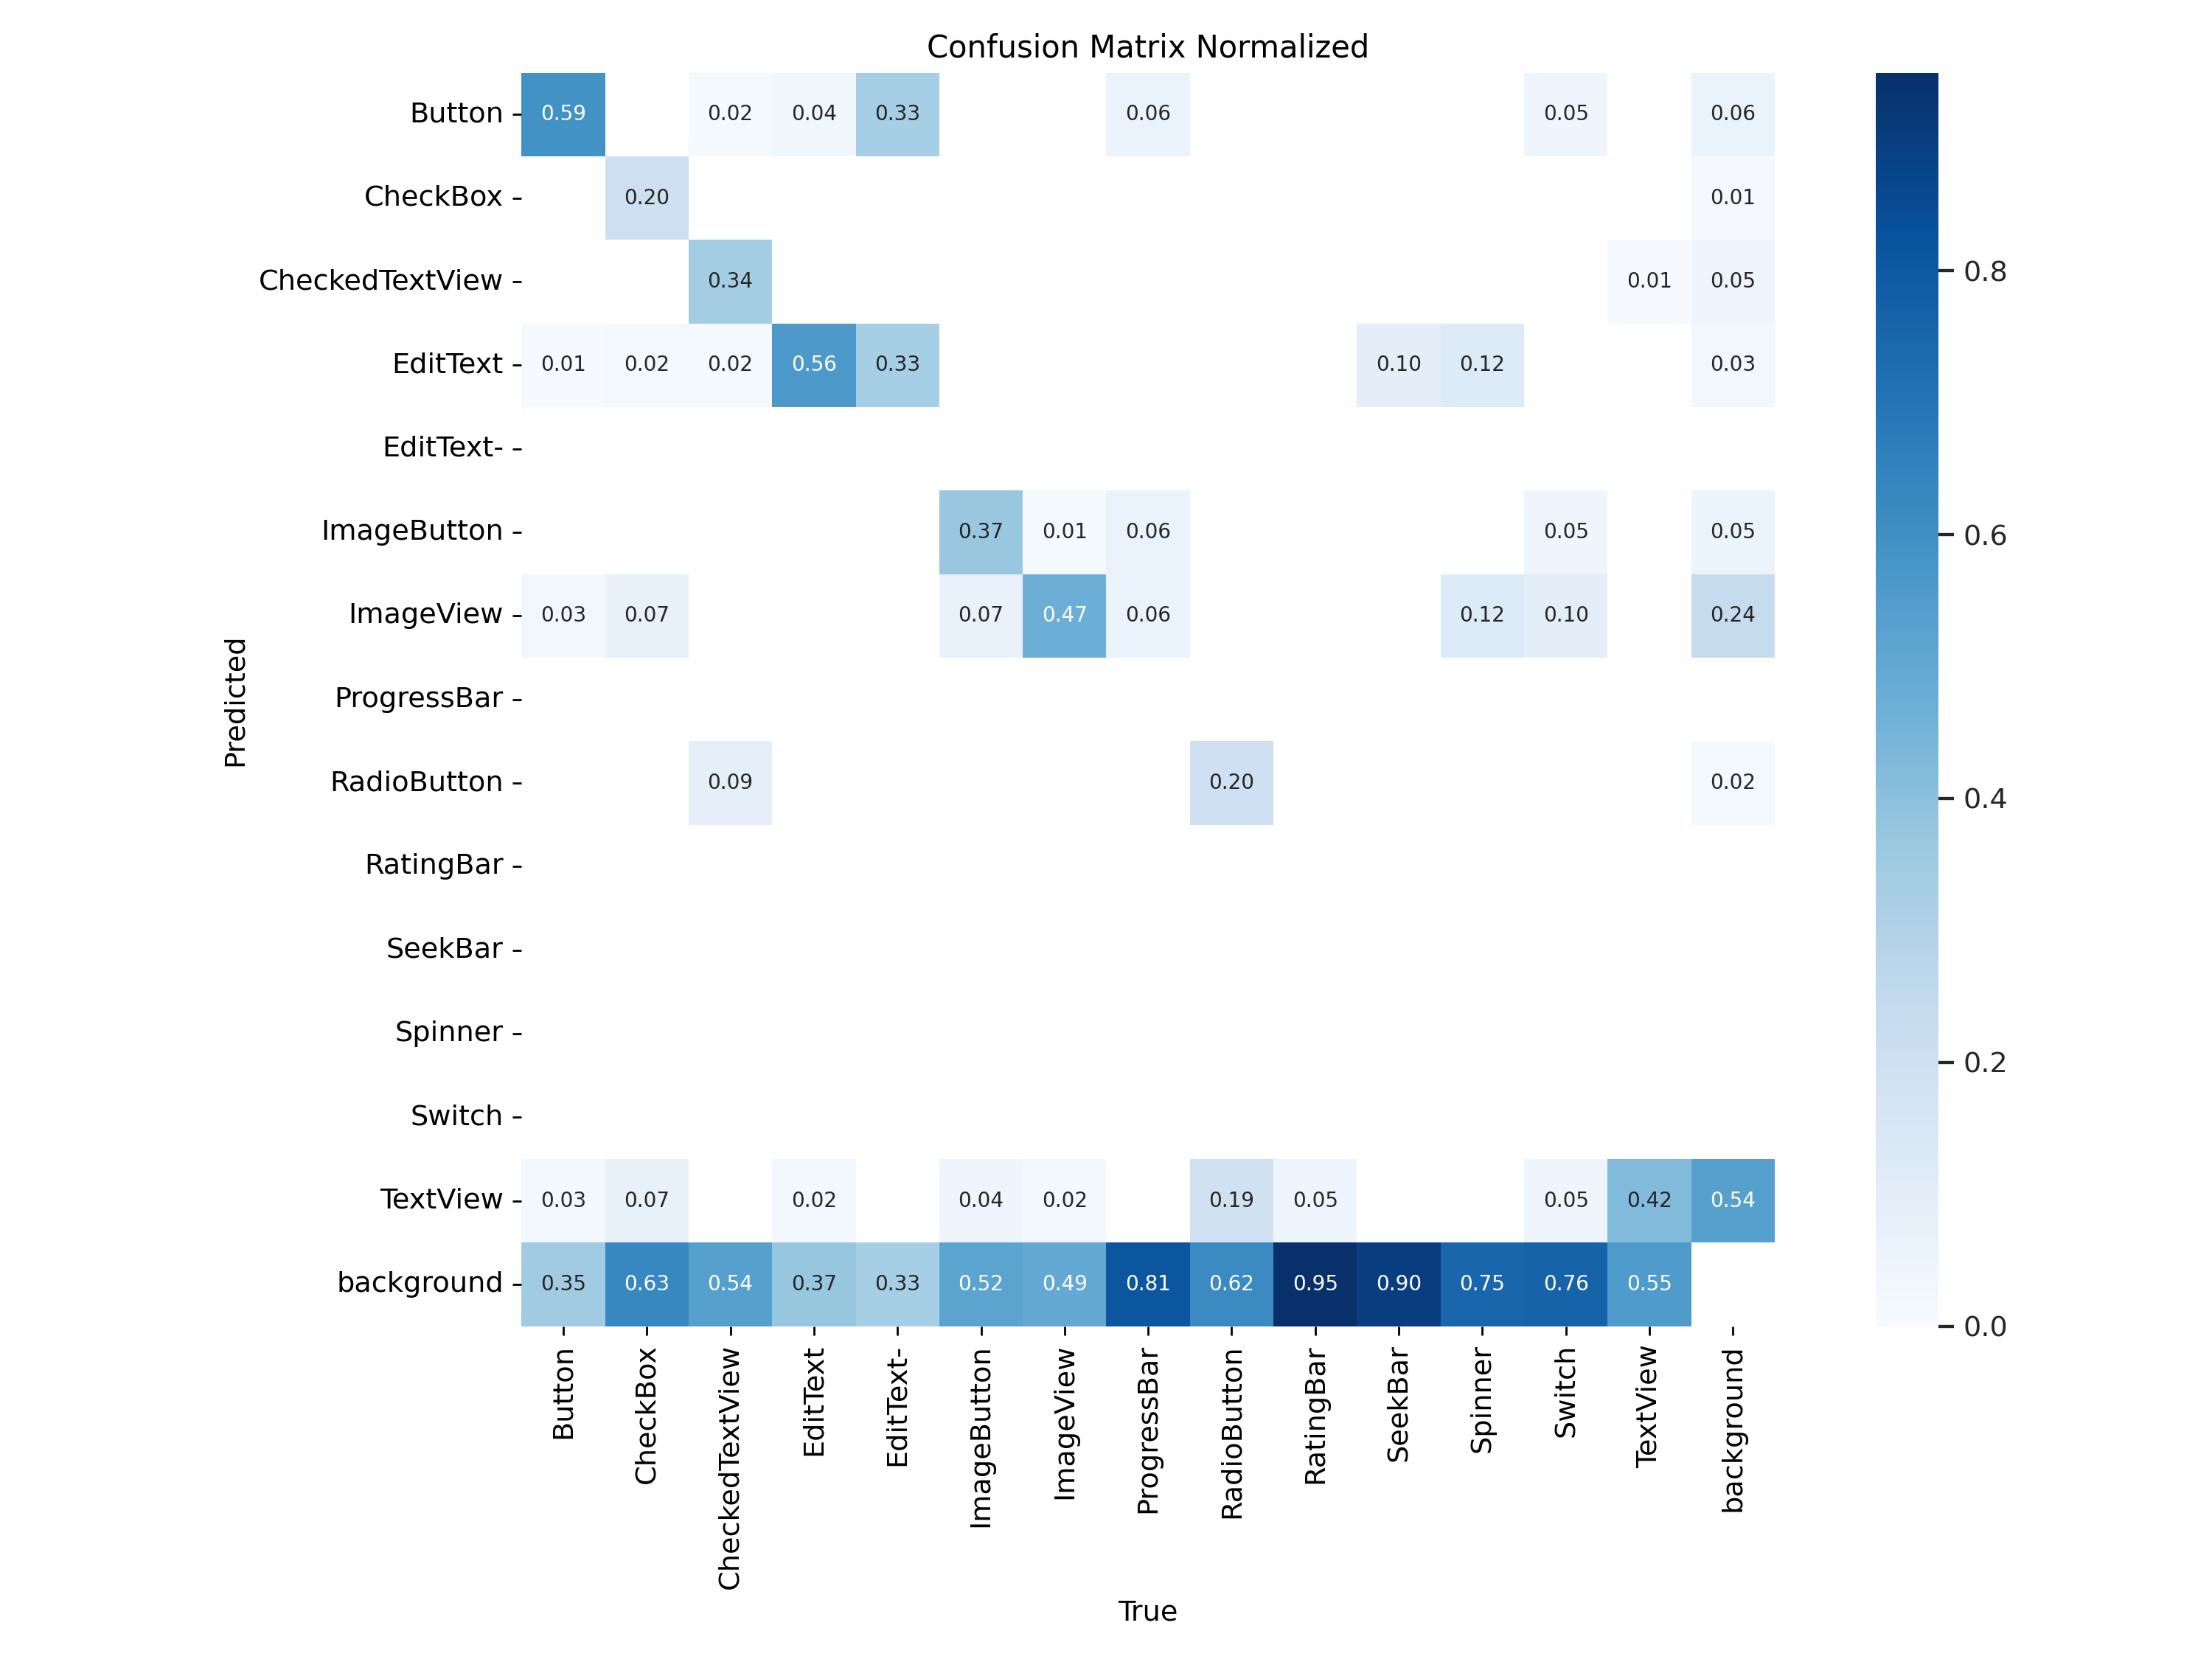 Confusion Matrix Normalized
Button 0.59 0.02 0.04 0.33 0.06 0.05 0.06
CheckBox 0.20 0.01
CheckedTextView 0.34 0.01 0.05
EditText 0.01 0.02 0.02 0.56 0.33 0.10 0.12 0.03
EditText-
ImageButton 0.37 0.01 0.06 0.05 0.05
ImageView 0.03 0.07 0.07 0.47 0.06 0.12 0.10 0.24
ProgressBar
RadioButton 0.09 0.20 0.02
RatingBar
SeekBar
Spinner
Switch
TextView 0.03 0.07 0.02 0.04 0.02 0.19 0.05 0.05 0.42 0.54
background 0.35 0.63 0.54 0.37 0.33 0.52 0.49 0.81 0.62 0.95 0.90 0.75 0.76 0.55
Predicted
Button
CheckBox
CheckedTextView
EditText
EditText-
ImageButton
ImageView
ProgressBar
RadioButton
RatingBar
SeekBar
Spinner
Switch
TextView
background
True
0.8
0.6
0.4
0.2
0.0